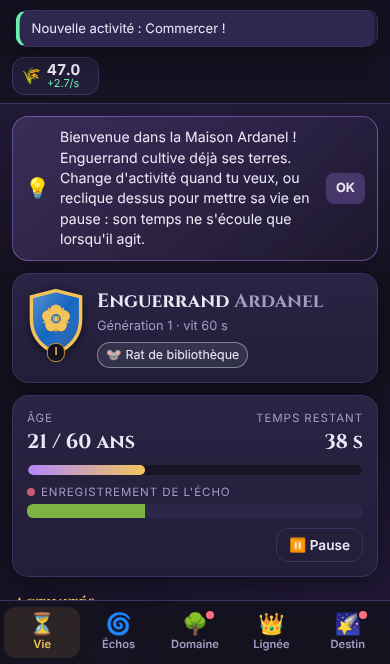 Nouvelle activité : Commercer !
47.0
+2.7/s
Bienvenue dans la Maison Ardanel !
Enguerrand cultive déjà ses terres.
Change d'activité quand tu veux, ou
reclique dessus pour mettre sa vie en
pause : son temps ne s'écoule que
lorsqu'il agit.
OK
Enguerrand Ardanel
Génération 1 · vit 60 s
I
Rat de bibliothèque
ÂGE
TEMPS RESTANT
21 / 60 ANS
38 S
ENREGISTREMENT DE L'ÉCHO
Pause
ACTIVITÉS
Vie
Échos
Domaine
Lignée
Destin